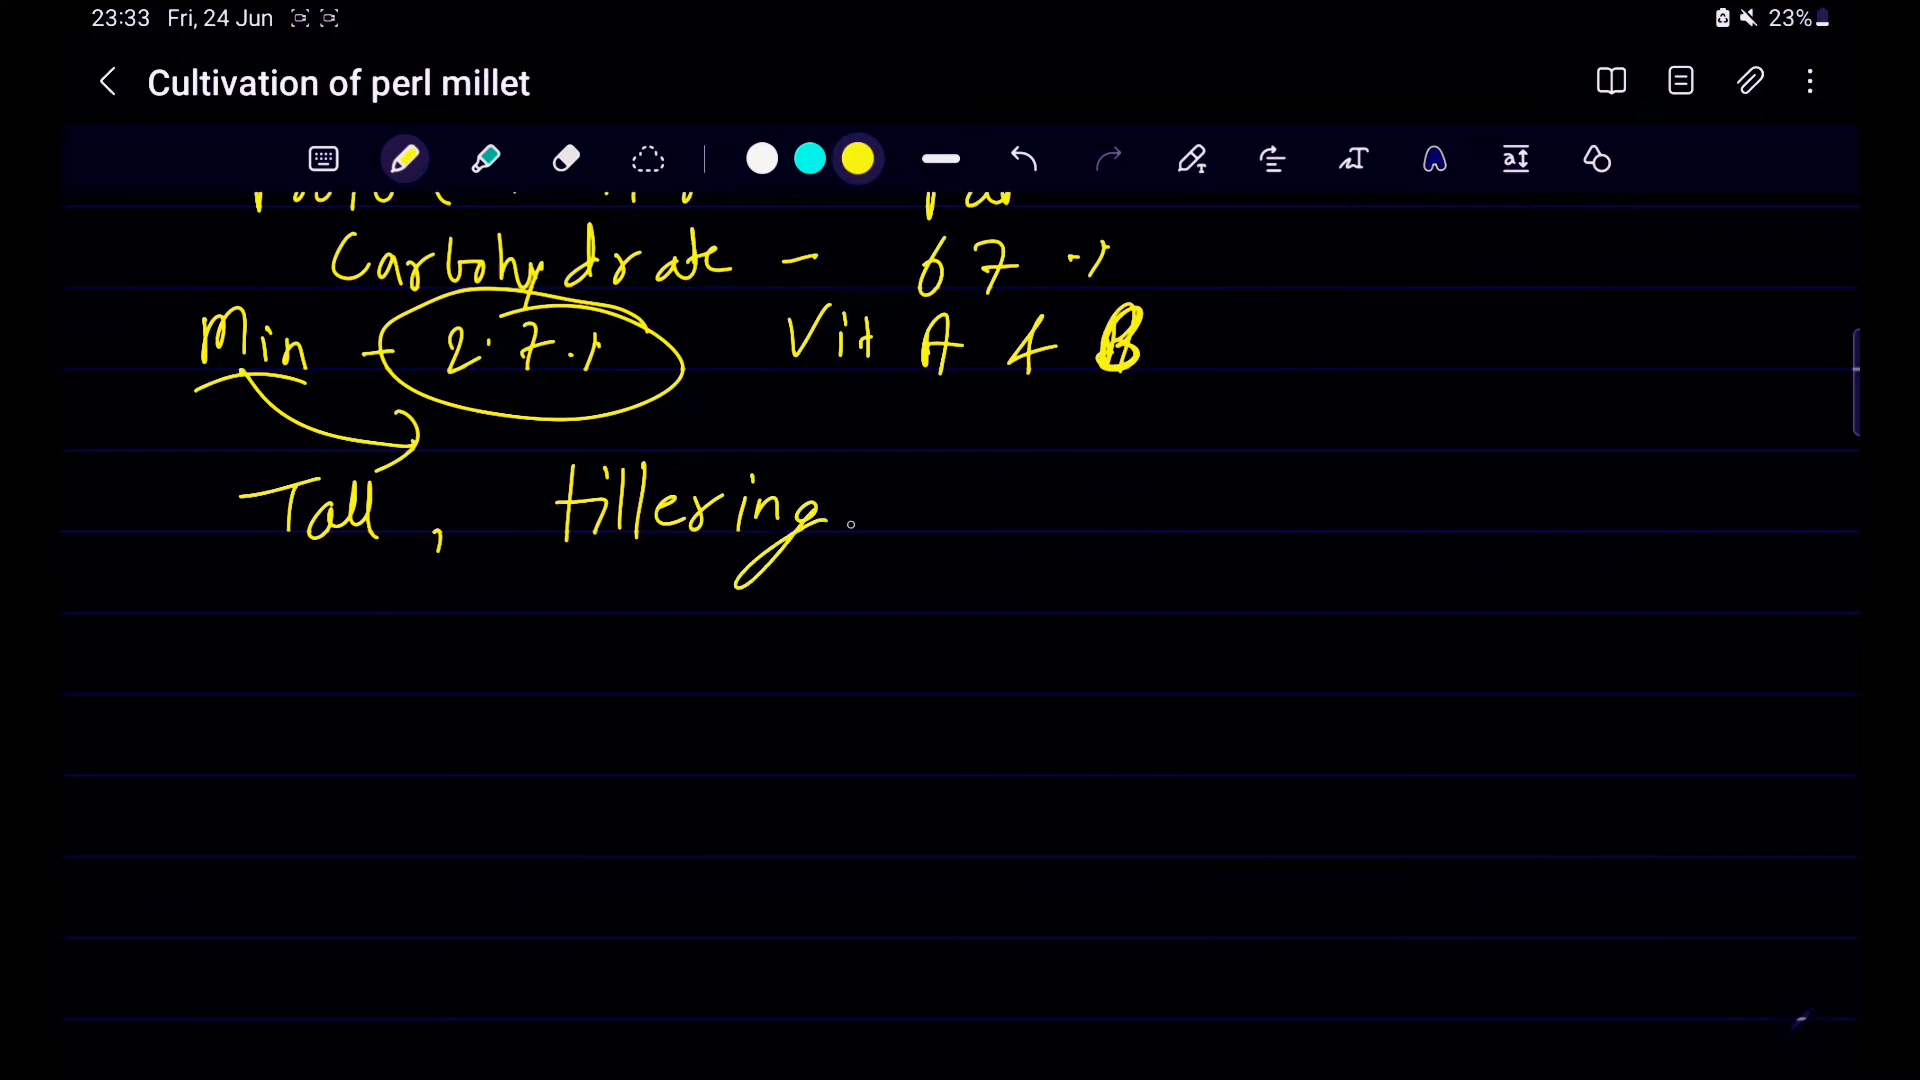 23:33 Fri, 24 Jun 23%
Cultivation of perl millet
Carbohydrate - 67 %
Min - 2.7 % Vit A & B
Tall, tillering